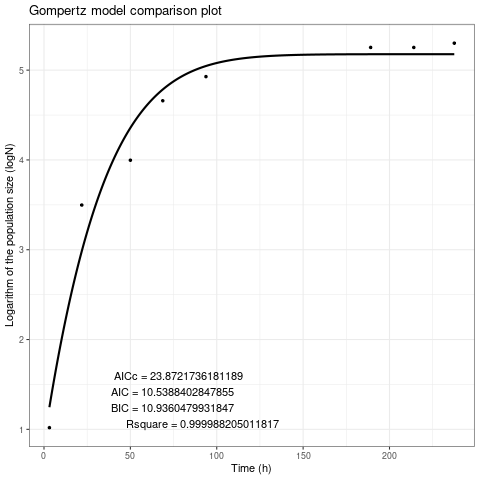 Gompertz model comparison plot
Logarithm of the population size (logN)
5
4
3
2
1
AICc = 23.8721736181189
AIC = 10.5388402847855
BIC = 10.9360479931847
Rsquare = 0.999988205011817
0 50 100 150 200
Time (h)